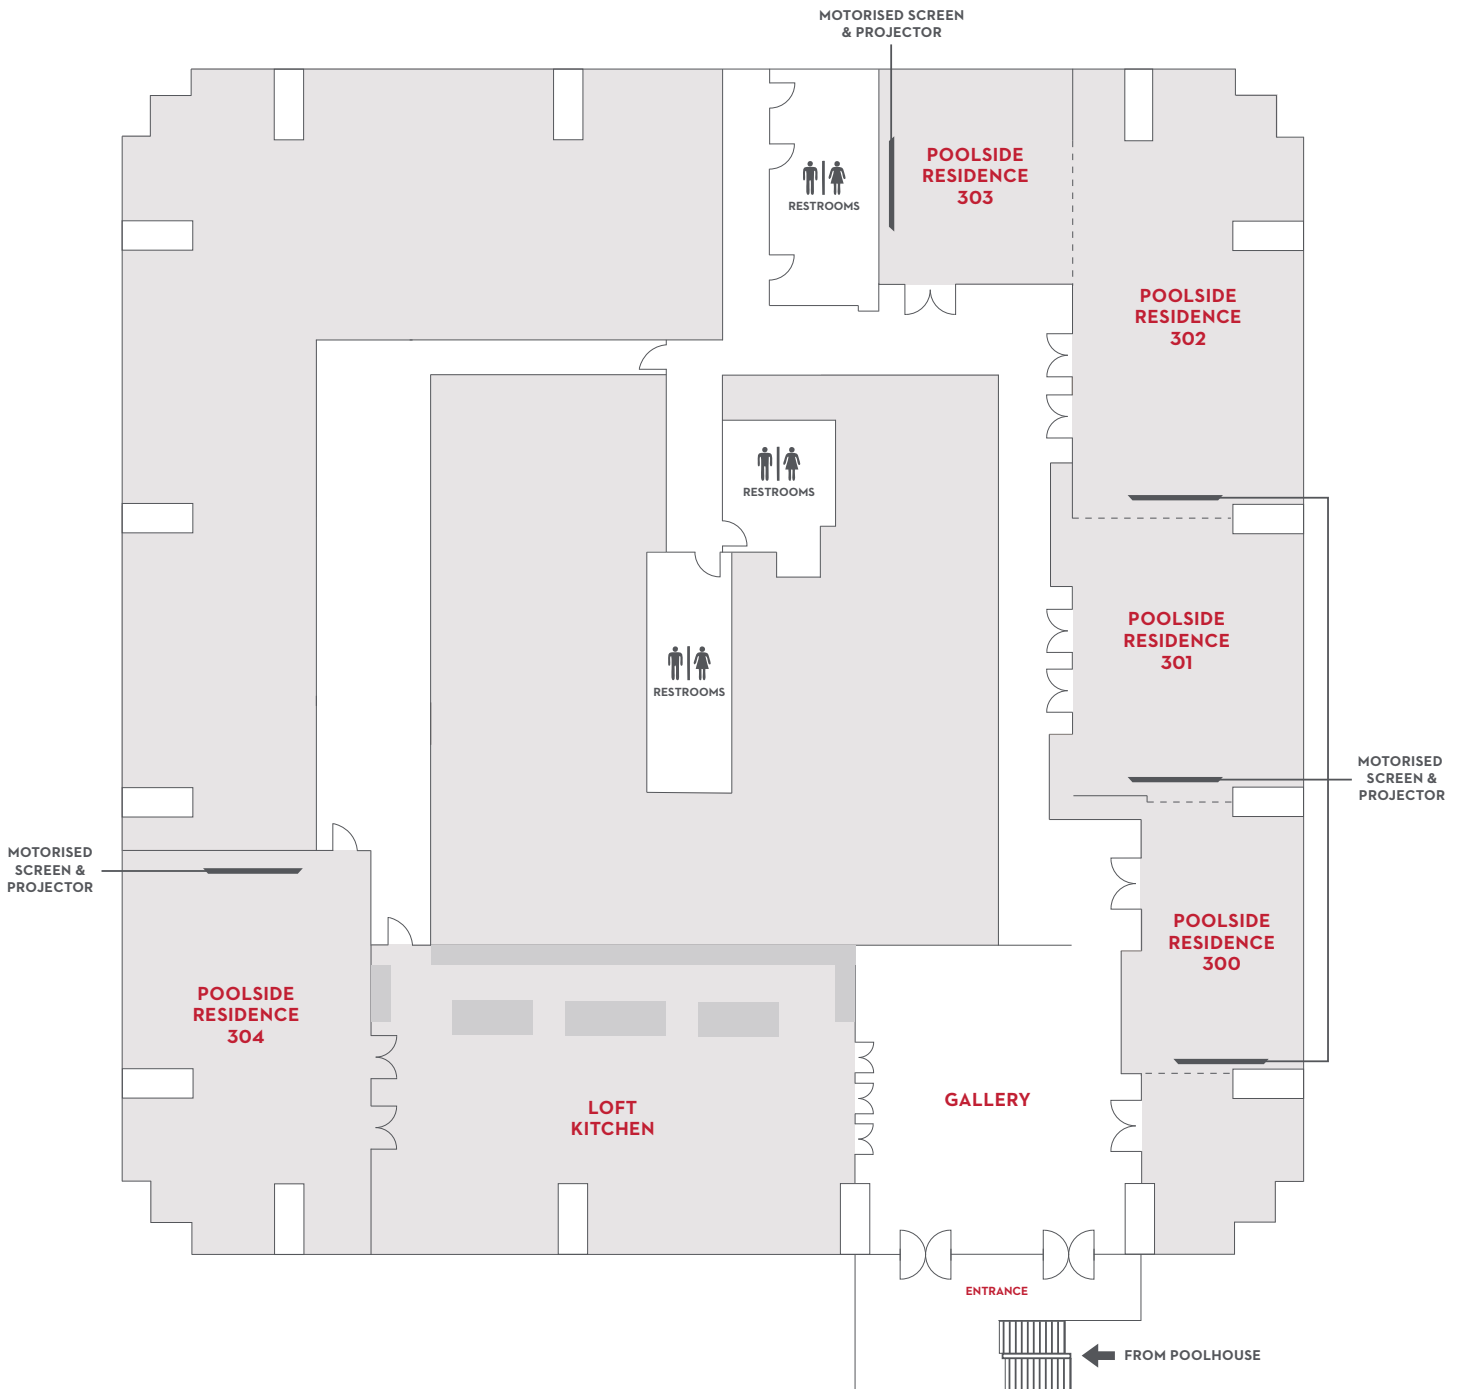 MOTORISED SCREEN
& PROJECTOR
POOLSIDE
RESIDENCE
303
RESTROOMS
POOLSIDE
RESIDENCE
302
RESTROOMS
POOLSIDE
RESIDENCE
301
RESTROOMS
MOTORISED
SCREEN &
PROJECTOR
MOTORISED
SCREEN &
PROJECTOR
POOLSIDE
RESIDENCE
300
POOLSIDE
RESIDENCE
304
LOFT
KITCHEN
GALLERY
ENTRANCE
FROM POOLHOUSE